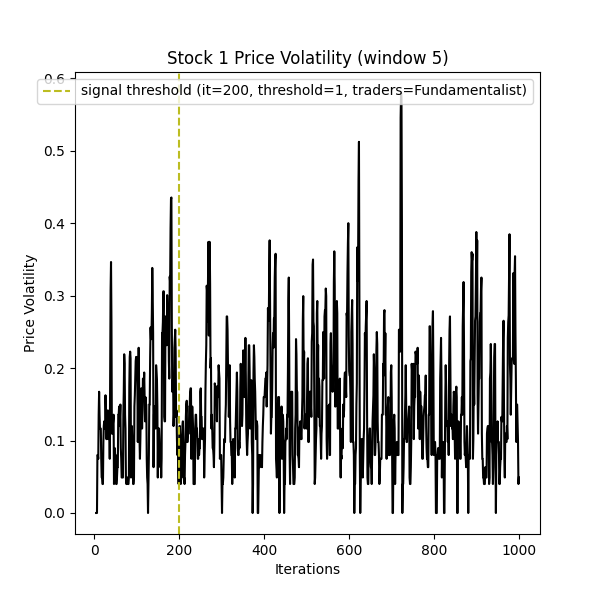 Stock 1 Price Volatility (window 5)
0.6
signal threshold (it=200, threshold=1, traders=Fundamentalist)
0.5
0.4
0.3
0.2
0.1
0.0
Price Volatility
0 200 400 600 800 1000
Iterations